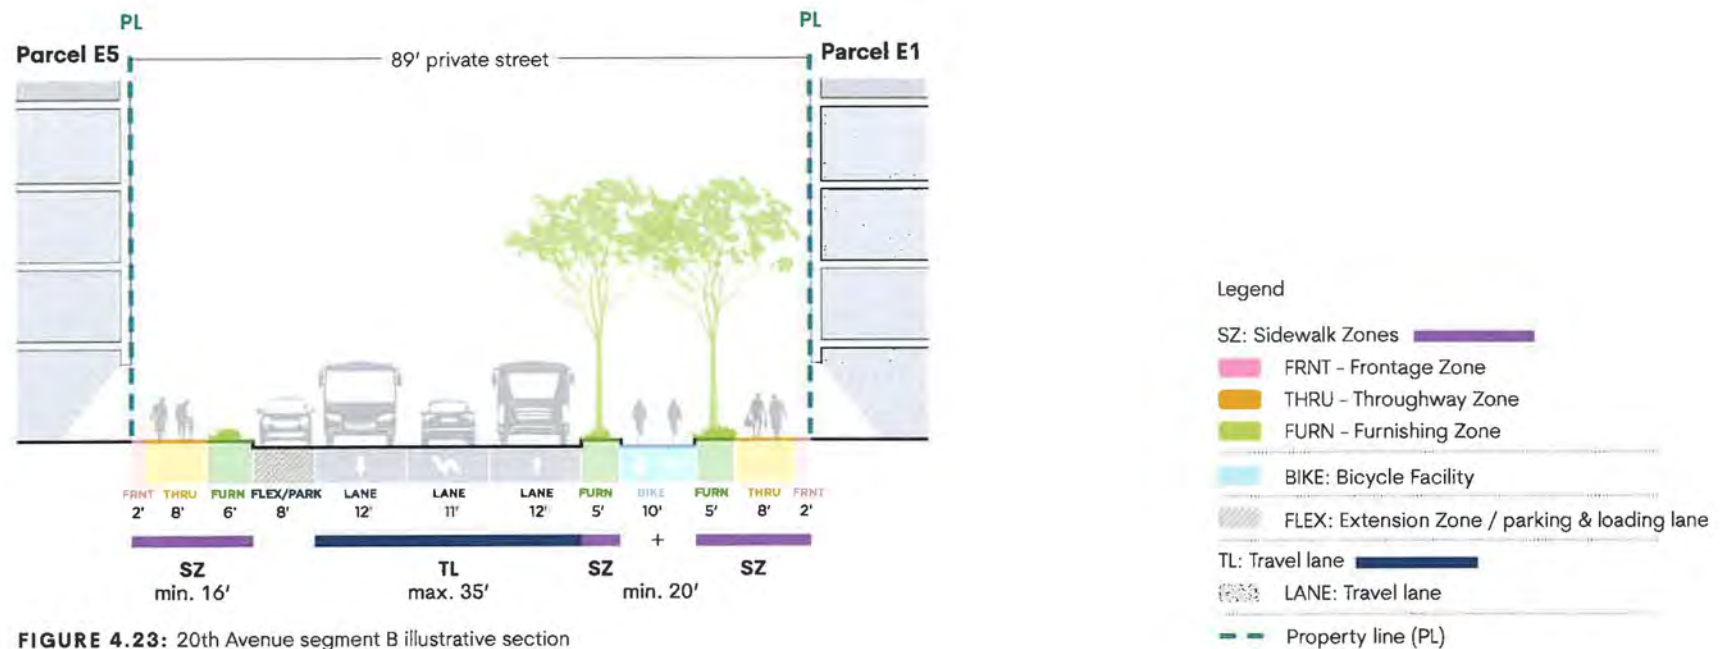 PL PL
Parcel E5 89' private street Parcel E1
Legend
SZ: Sidewalk Zones
FRNT – Frontage Zone
THRU – Throughway Zone
FURN – Furnishing Zone
BIKE: Bicycle Facility
FLEX: Extension Zone / parking & loading lane
TL: Travel lane
LANE: Travel lane
Property line (PL)
FRNT THRU FURN FLEX/PARK LANE LANE LANE FURN BIKE FURN THRU FRNT
2' 8' 6' 8' 12' 11' 12' 5' 10' 5' 8' 2'
+
SZ TL SZ SZ
min. 16' max. 35' min. 20'
FIGURE 4.23: 20th Avenue segment B illustrative section